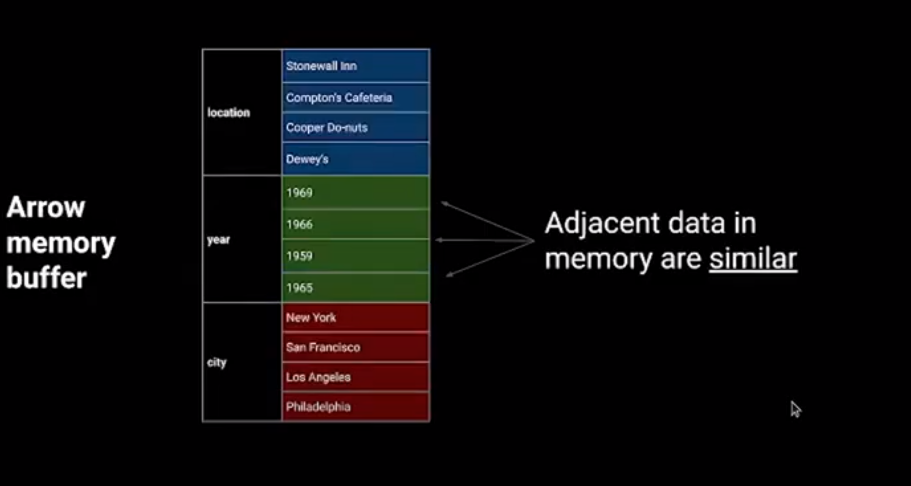 Arrow
memory
buffer
location
Stonewall Inn
Compton's Cafeteria
Cooper Do-nuts
Dewey's
year
1969
1966
1959
1965
city
New York
San Francisco
Los Angeles
Philadelphia
Adjacent data in
memory are similar